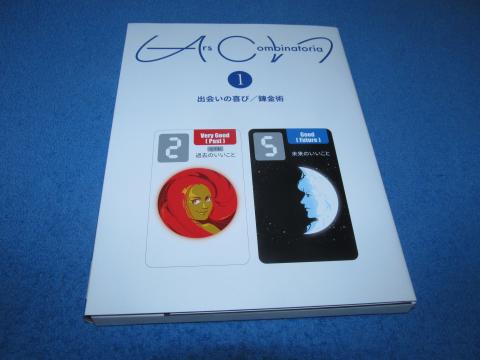 Ars Combinatoria
1
出会いの喜び／錬金術
2
Very Good
[ Past ]
過去のいいこと
5
Good
[ Future ]
未来のいいこと